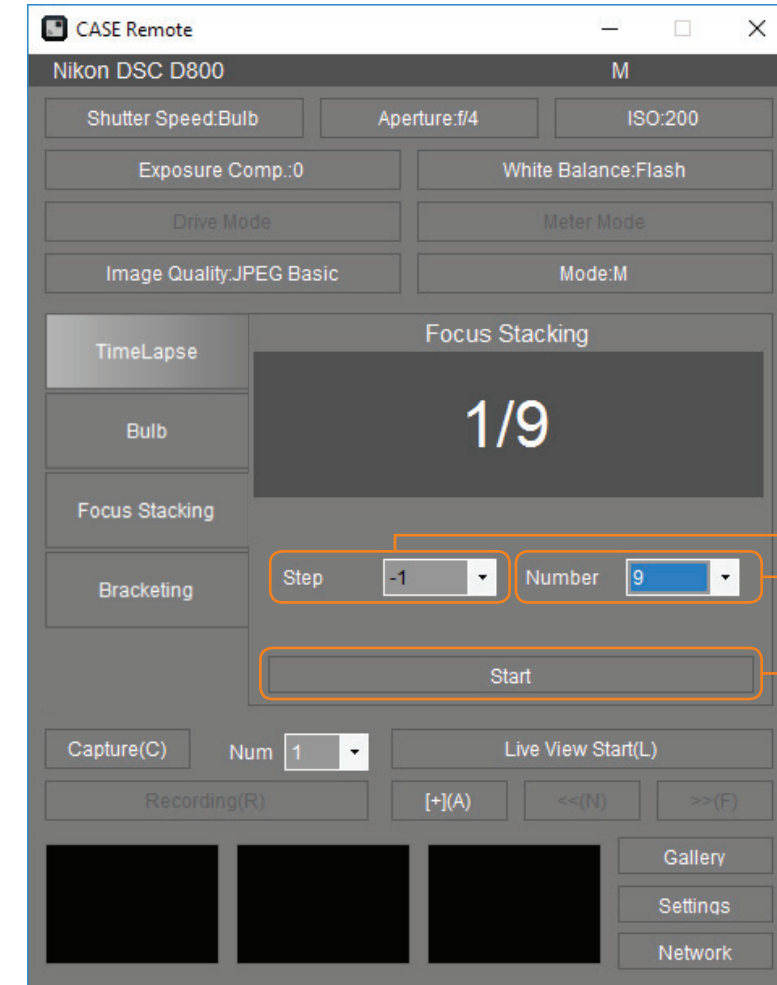 CASE Remote
Nikon DSC D800 M
Shutter Speed:Bulb Aperture:f/4 ISO:200
Exposure Comp.:0 White Balance:Flash
Drive Mode Meter Mode
Image Quality:JPEG Basic Mode:M
Focus Stacking
TimeLapse
1/9
Bulb
Focus Stacking
Step -1 Number 9
Bracketing
Start
Capture(C) Num 1 Live View Start(L)
Recording(R) [+](A) <<(N) >>(F)
Gallery
Settings
Network